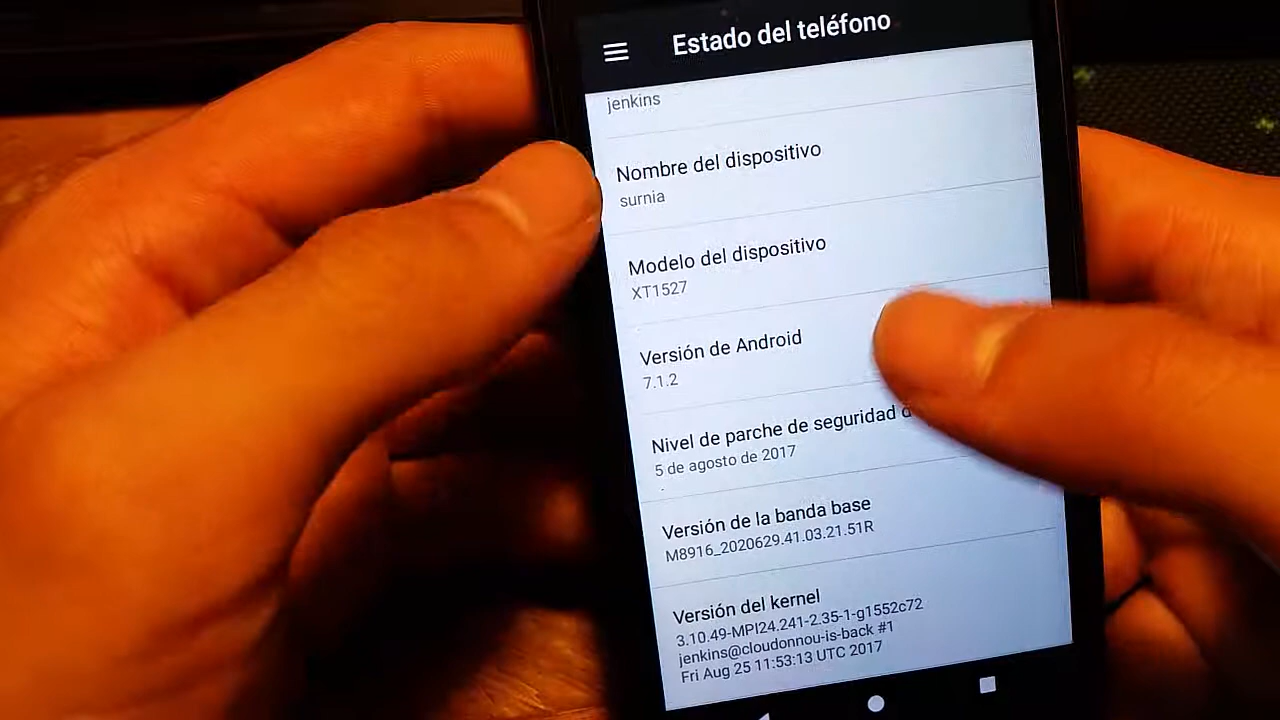 Estado del teléfono
jenkins
Nombre del dispositivo
surnia
Modelo del dispositivo
XT1527
Versión de Android
7.1.2
Nivel de parche de seguridad
5 de agosto de 2017
Versión de la banda base
M8916_2020629.41.03.21.51R
Versión del kernel
3.10.49-MPI24.241-2.35-1-g1552c72
jenkins@cloudonnou-is-back #1
Fri Aug 25 11:53:13 UTC 2017